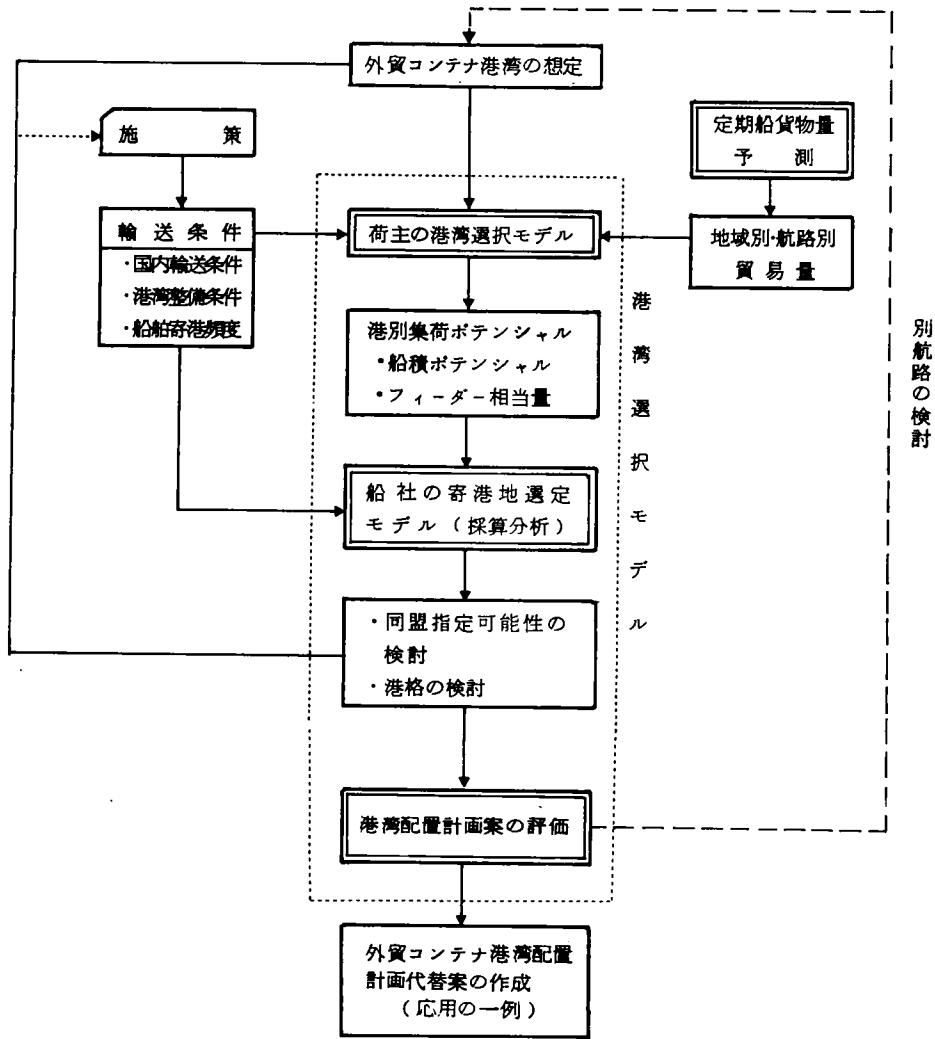 外貿コンテナ港湾の想定
施策
定期船貨物量
予測
輸送条件
・国内輸送条件
・港湾整備条件
・船舶寄港頻度
荷主の港湾選択モデル
地域別・航路別
貿易量
港別集荷ポテンシャル
・船積ポテンシャル
・フィーダー相当量
船社の寄港地選定
モデル（採算分析）
・同盟指定可能性の
検討
・港格の検討
港湾配置計画案の評価
外貿コンテナ港湾配置
計画代替案の作成
（応用の一例）
港湾選択モデル
別航路の検討